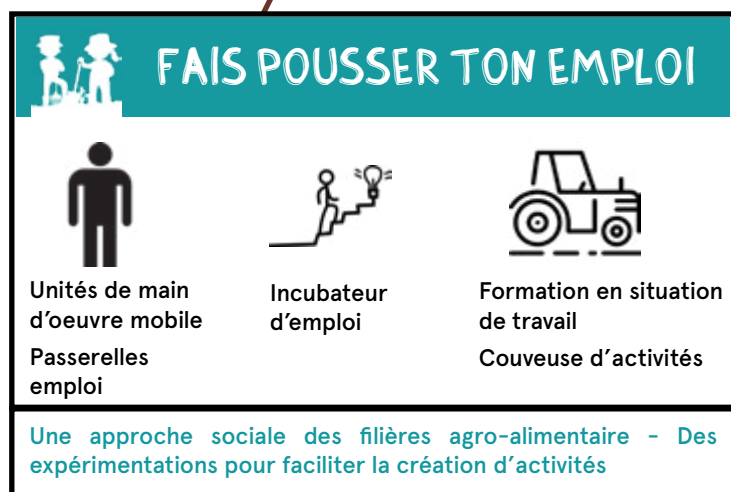 FAIS POUSSER TON EMPLOI
Unités de main
d'oeuvre mobile
Passerelles
emploi
Incubateur
d'emploi
Formation en situation
de travail
Couveuse d'activités
Une approche sociale des filières agro-alimentaire - Des
expérimentations pour faciliter la création d'activités